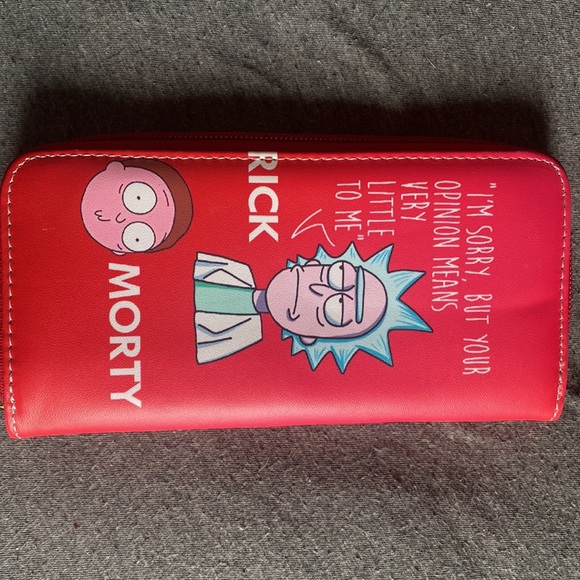 "I'M SORRY, BUT YOUR
OPINION MEANS
VERY
LITTLE
TO ME"
RICK
MORTY